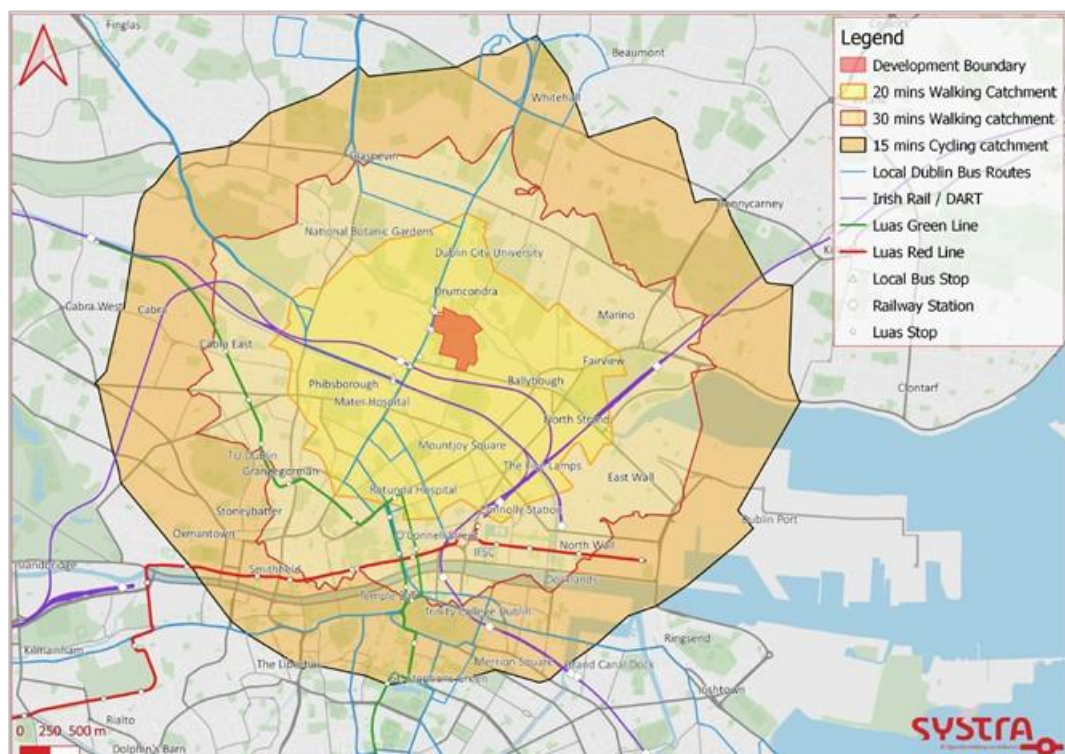 Finglas
Beaumont
Whitehall
Glasnevin
National Botanic Gardens
Dublin City University
Drumcondra
Marino
Cabra West
Cabra
Cabra East
Fairview
Clontarf
Phibsborough
Ballybough
Mater Hospital
North Strand
Mountjoy Square
TU Dublin
Grangegorman
The Five Lamps
East Wall
Rotunda Hospital
Stoneybatter
Connolly Station
Dublin Port
Oxmantown
O'Connell Street
IFSC
North Wall
Smithfield
Docklands
Trinity College Dublin
Ringsend
Kilmainham
Merrion Square
Grand Canal Dock
Rialto
Dolphin's Barn
Legend
Development Boundary
20 mins Walking Catchment
30 mins Walking catchment
15 mins Cycling catchment
Local Dublin Bus Routes
Irish Rail / DART
Luas Green Line
Luas Red Line
Local Bus Stop
Railway Station
Luas Stop
0 250 500 m
SYSTRA